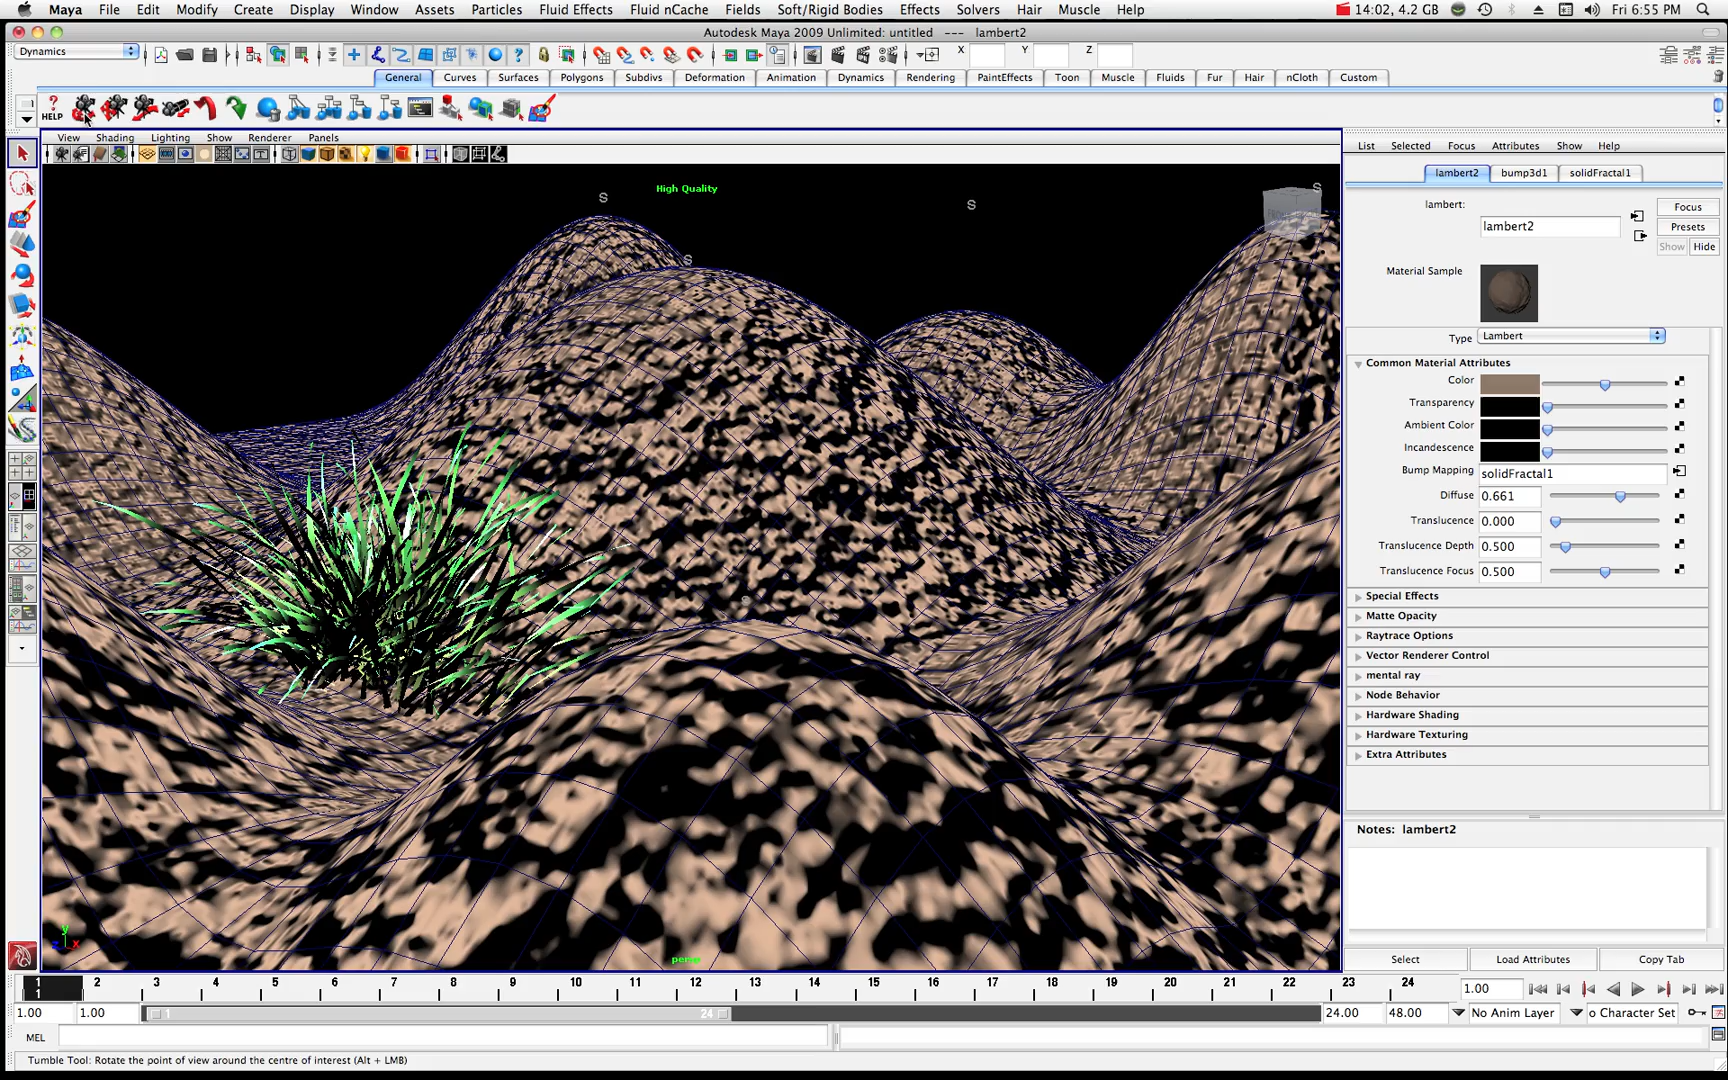 Maya File Edit Modify Create Display Window Assets Particles Fluid Effects Fluid nCache Fields Soft/Rigid Bodies Effects Solvers Hair Muscle Help 14:02, 4.2 GB Fri 6:55 PM
Autodesk Maya 2009 Unlimited: untitled --- lambert2
Dynamics X Y Z
General Curves Surfaces Polygons Subdivs Deformation Animation Dynamics Rendering PaintEffects Toon Muscle Fluids Fur Hair nCloth Custom
? HELP
View Shading Lighting Show Renderer Panels
List Selected Focus Attributes Show Help
lambert2 bump3d1 solidFractal1
High Quality
S S S S
lambert: lambert2
Focus
Presets
Show Hide
Material Sample
Type Lambert
Common Material Attributes
Color
Transparency
Ambient Color
Incandescence
Bump Mapping solidFractal1
Diffuse 0.661
Translucence 0.000
Translucence Depth 0.500
Translucence Focus 0.500
Special Effects
Matte Opacity
Raytrace Options
Vector Renderer Control
mental ray
Node Behavior
Hardware Shading
Hardware Texturing
Extra Attributes
Notes: lambert2
y
z x
persp
Select Load Attributes Copy Tab
1 2 3 4 5 6 7 8 9 10 11 12 13 14 15 16 17 18 19 20 21 22 23 24
1 1.00
1.00 1.00 1 24 24.00 48.00 No Anim Layer o Character Set
MEL
Tumble Tool: Rotate the point of view around the centre of interest (Alt + LMB)